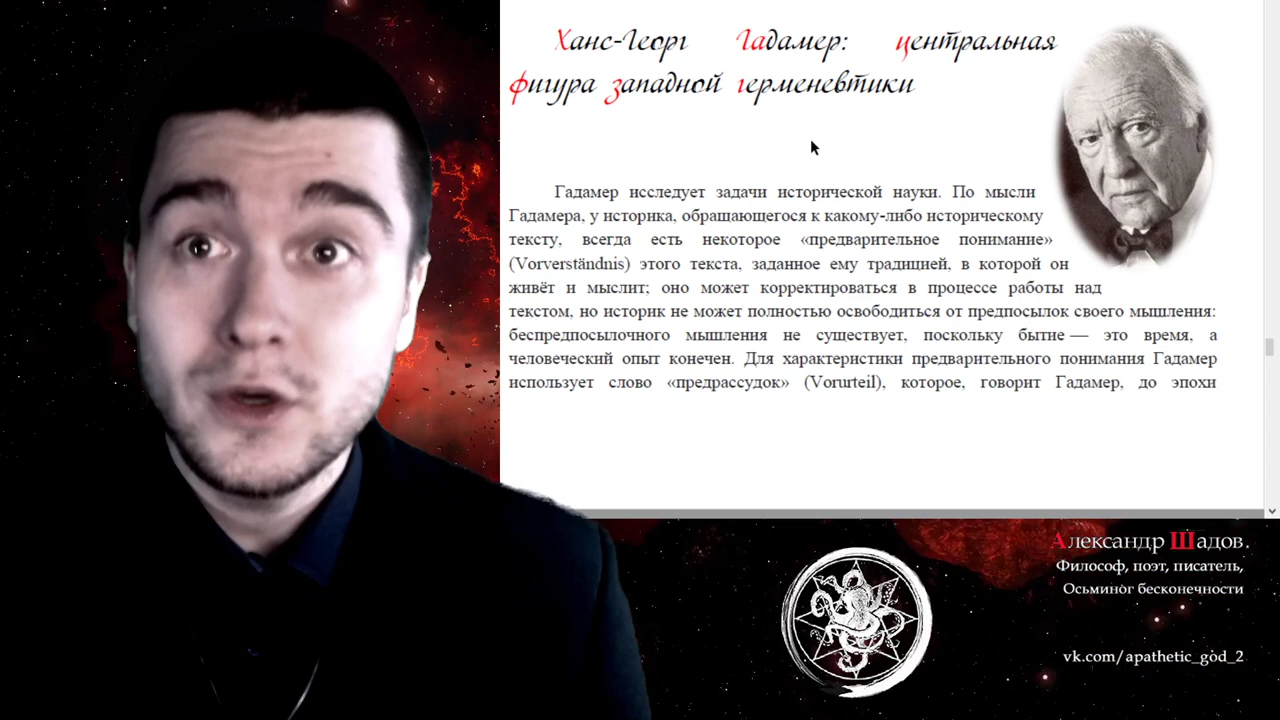 Ханс-Георг Гадамер: центральная
фигура западной герменевтики
Гадамер исследует задачи исторической науки. По мысли
Гадамера, у историка, обращающегося к какому-либо историческому
тексту, всегда есть некоторое «предварительное понимание»
(Vorverständnis) этого текста, заданное ему традицией, в которой он
живёт и мыслит; оно может корректироваться в процессе работы над
текстом, но историк не может полностью освободиться от предпосылок своего мышления:
беспредпосылочного мышления не существует, поскольку бытие — это время, а
человеческий опыт конечен. Для характеристики предварительного понимания Гадамер
использует слово «предрассудок» (Vorurteil), которое, говорит Гадамер, до эпохи
Александр Шадов.
Философ, поэт, писатель,
Осьминог бесконечности
vk.com/apathetic_god_2